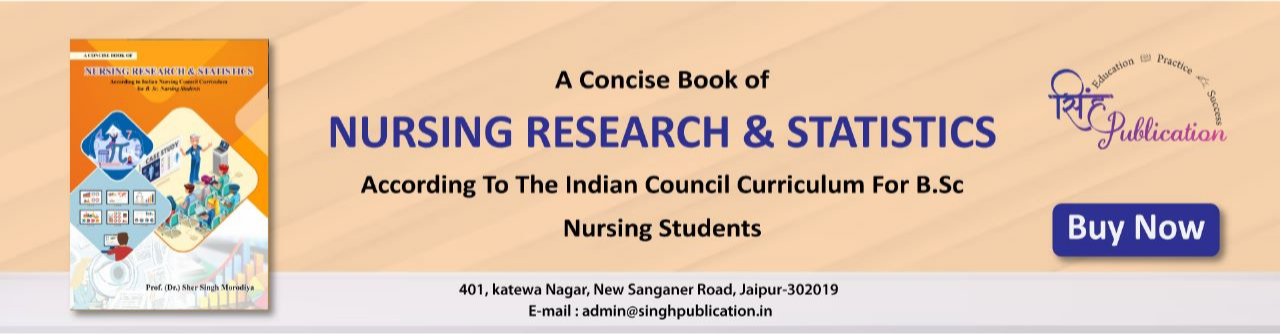 A CONCISE BOOK OF
NURSING RESEARCH & STATISTICS
According to Indian Nursing Council Curriculum
for B. Sc. Nursing Students
CASE STUDY
Prof. (Dr.) Sher Singh Morodiya
A Concise Book of
NURSING RESEARCH & STATISTICS
According To The Indian Council Curriculum For B.Sc
Nursing Students
Education Practice Success
सिंह
Publication
Buy Now
401, katewa Nagar, New Sanganer Road, Jaipur-302019
E-mail : admin@singhpublication.in